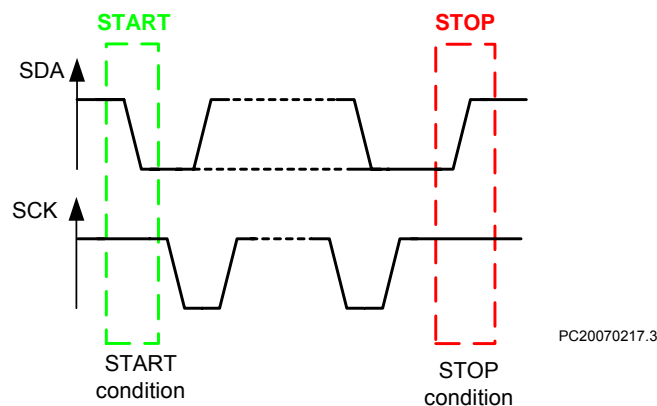 START
STOP
SDA
SCK
PC20070217.3
START
condition
STOP
condition